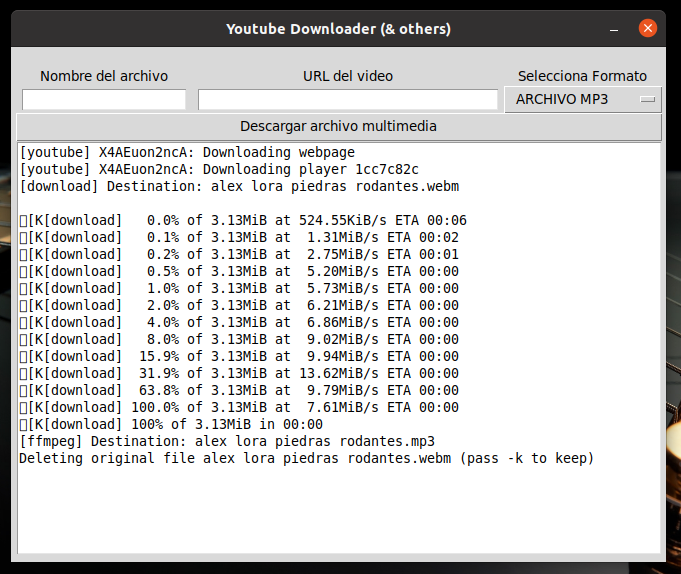 Youtube Downloader (& others)
Nombre del archivo URL del video Selecciona Formato
ARCHIVO MP3
Descargar archivo multimedia
[youtube] X4AEuon2ncA: Downloading webpage
[youtube] X4AEuon2ncA: Downloading player 1cc7c82c
[download] Destination: alex lora piedras rodantes.webm
[K[download]   0.0% of 3.13MiB at 524.55KiB/s ETA 00:06
[K[download]   0.1% of 3.13MiB at  1.31MiB/s ETA 00:02
[K[download]   0.2% of 3.13MiB at  2.75MiB/s ETA 00:01
[K[download]   0.5% of 3.13MiB at  5.20MiB/s ETA 00:00
[K[download]   1.0% of 3.13MiB at  5.73MiB/s ETA 00:00
[K[download]   2.0% of 3.13MiB at  6.21MiB/s ETA 00:00
[K[download]   4.0% of 3.13MiB at  6.86MiB/s ETA 00:00
[K[download]   8.0% of 3.13MiB at  9.02MiB/s ETA 00:00
[K[download]  15.9% of 3.13MiB at  9.94MiB/s ETA 00:00
[K[download]  31.9% of 3.13MiB at 13.62MiB/s ETA 00:00
[K[download]  63.8% of 3.13MiB at  9.79MiB/s ETA 00:00
[K[download] 100.0% of 3.13MiB at  7.61MiB/s ETA 00:00
[K[download] 100% of 3.13MiB in 00:00
[ffmpeg] Destination: alex lora piedras rodantes.mp3
Deleting original file alex lora piedras rodantes.webm (pass -k to keep)